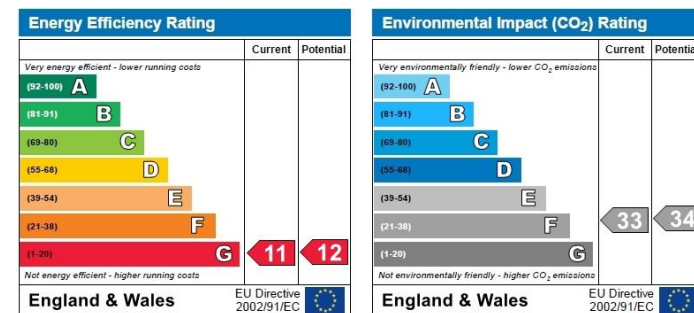 Energy Efficiency Rating
Current Potential
Very energy efficient - lower running costs
(92-100) A
(81-91) B
(69-80) C
(55-68) D
(39-54) E
(21-38) F
(1-20) G
11 12
Not energy efficient - higher running costs
England & Wales
EU Directive
2002/91/EC
Environmental Impact (CO2) Rating
Current Potentia
Very environmentally friendly - lower CO2 emissions
(92-100) A
(81-91) B
(69-80) C
(55-68) D
(39-54) E
(21-38) F
33 34
(1-20) G
Not environmentally friendly - higher CO2 emissions
England & Wales
EU Directive
2002/91/EC